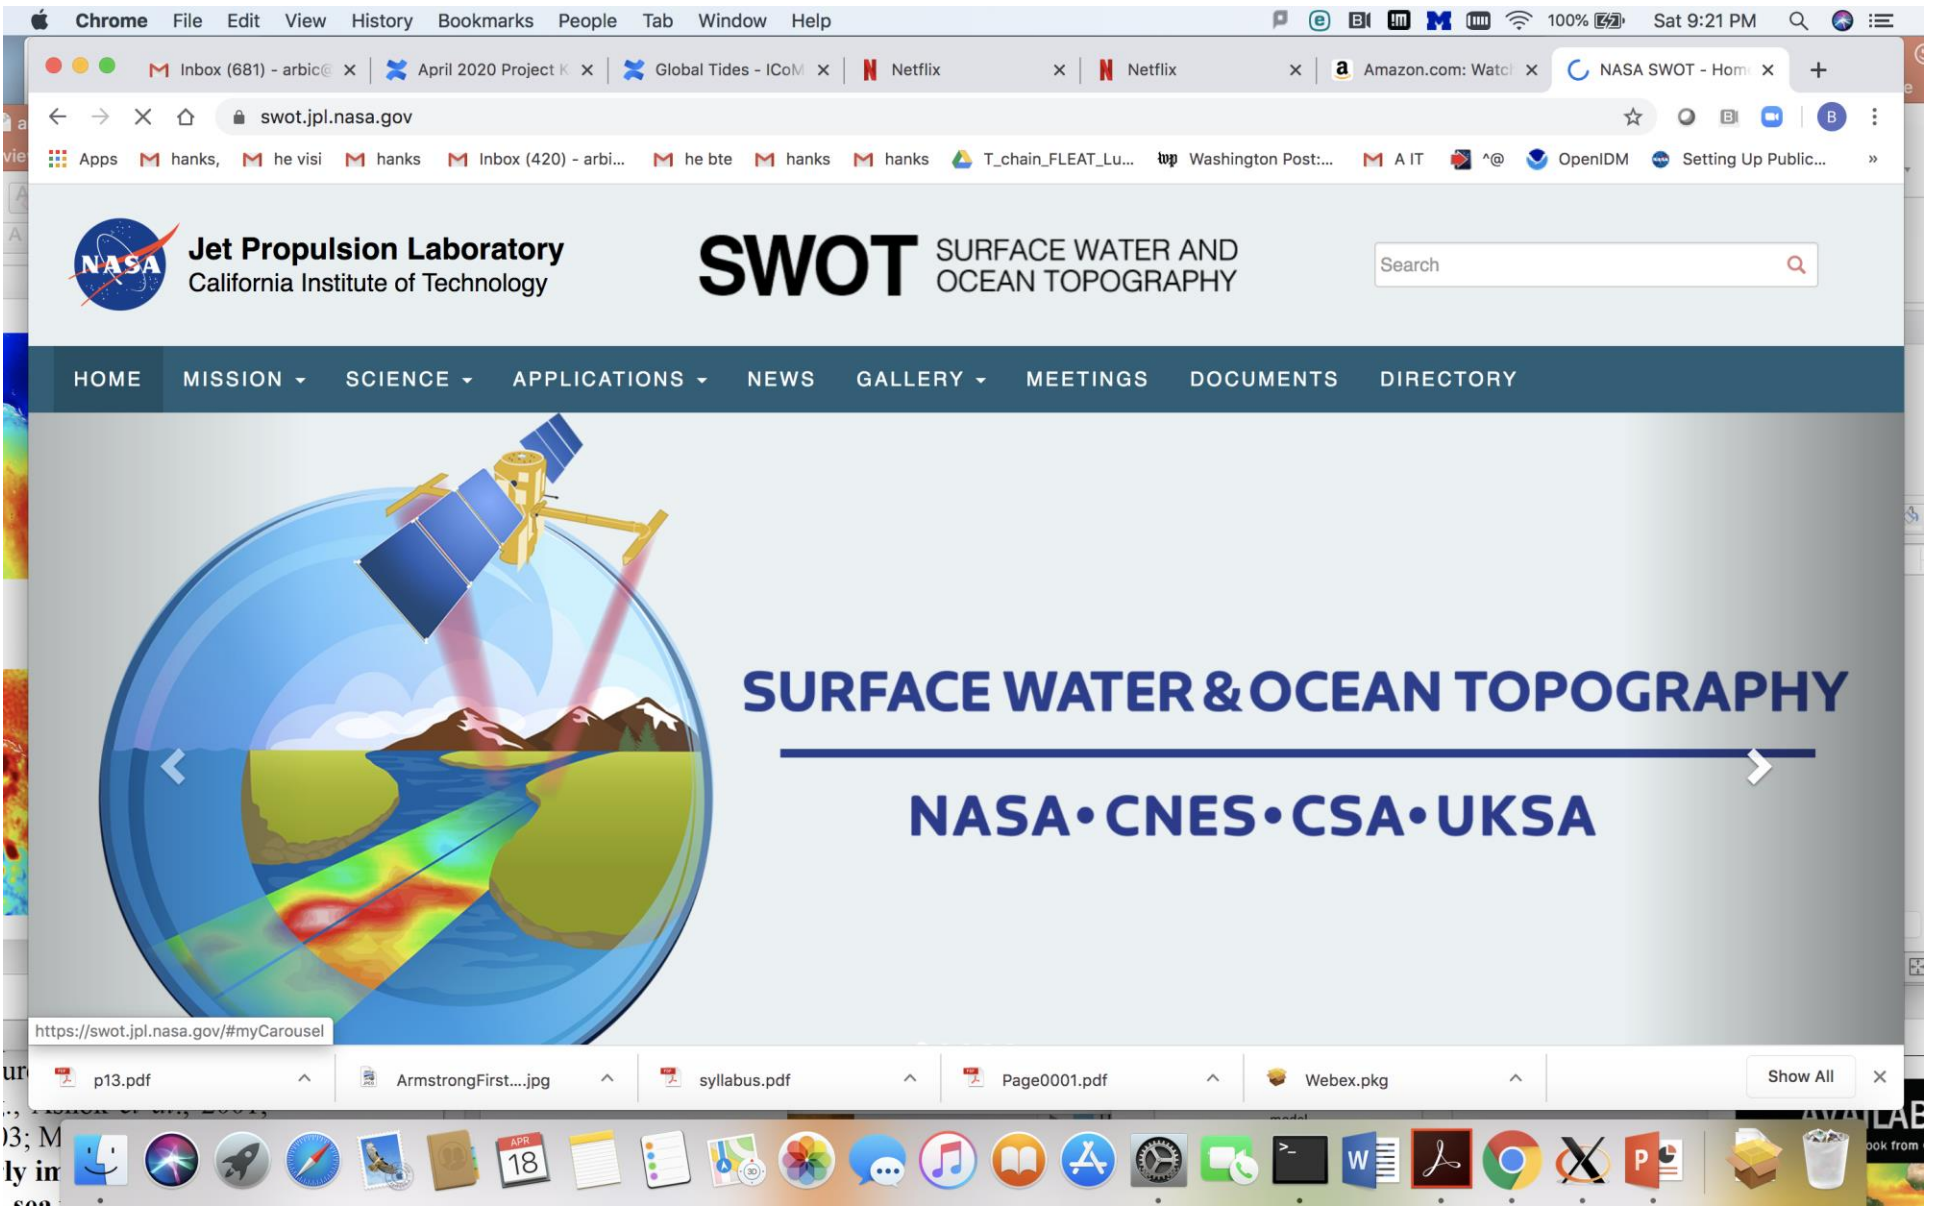 Chrome File Edit View History Bookmarks People Tab Window Help 100% Sat 9:21 PM
Inbox (681) - arbic@ April 2020 Project K Global Tides - ICoM Netflix Netflix Amazon.com: Watch NASA SWOT - Home
swot.jpl.nasa.gov B
Apps hanks, he visi hanks Inbox (420) - arbi... he bte hanks hanks T_chain_FLEAT_Lu... Washington Post:... A IT ^@ OpenIDM Setting Up Public... »
NASA
Jet Propulsion Laboratory
California Institute of Technology
SWOT SURFACE WATER AND
OCEAN TOPOGRAPHY
Search
HOME MISSION SCIENCE APPLICATIONS NEWS GALLERY MEETINGS DOCUMENTS DIRECTORY
SURFACE WATER & OCEAN TOPOGRAPHY
NASA•CNES•CSA•UKSA
https://swot.jpl.nasa.gov/#myCarousel
p13.pdf ArmstrongFirst....jpg syllabus.pdf Page0001.pdf Webex.pkg Show All
APR
18